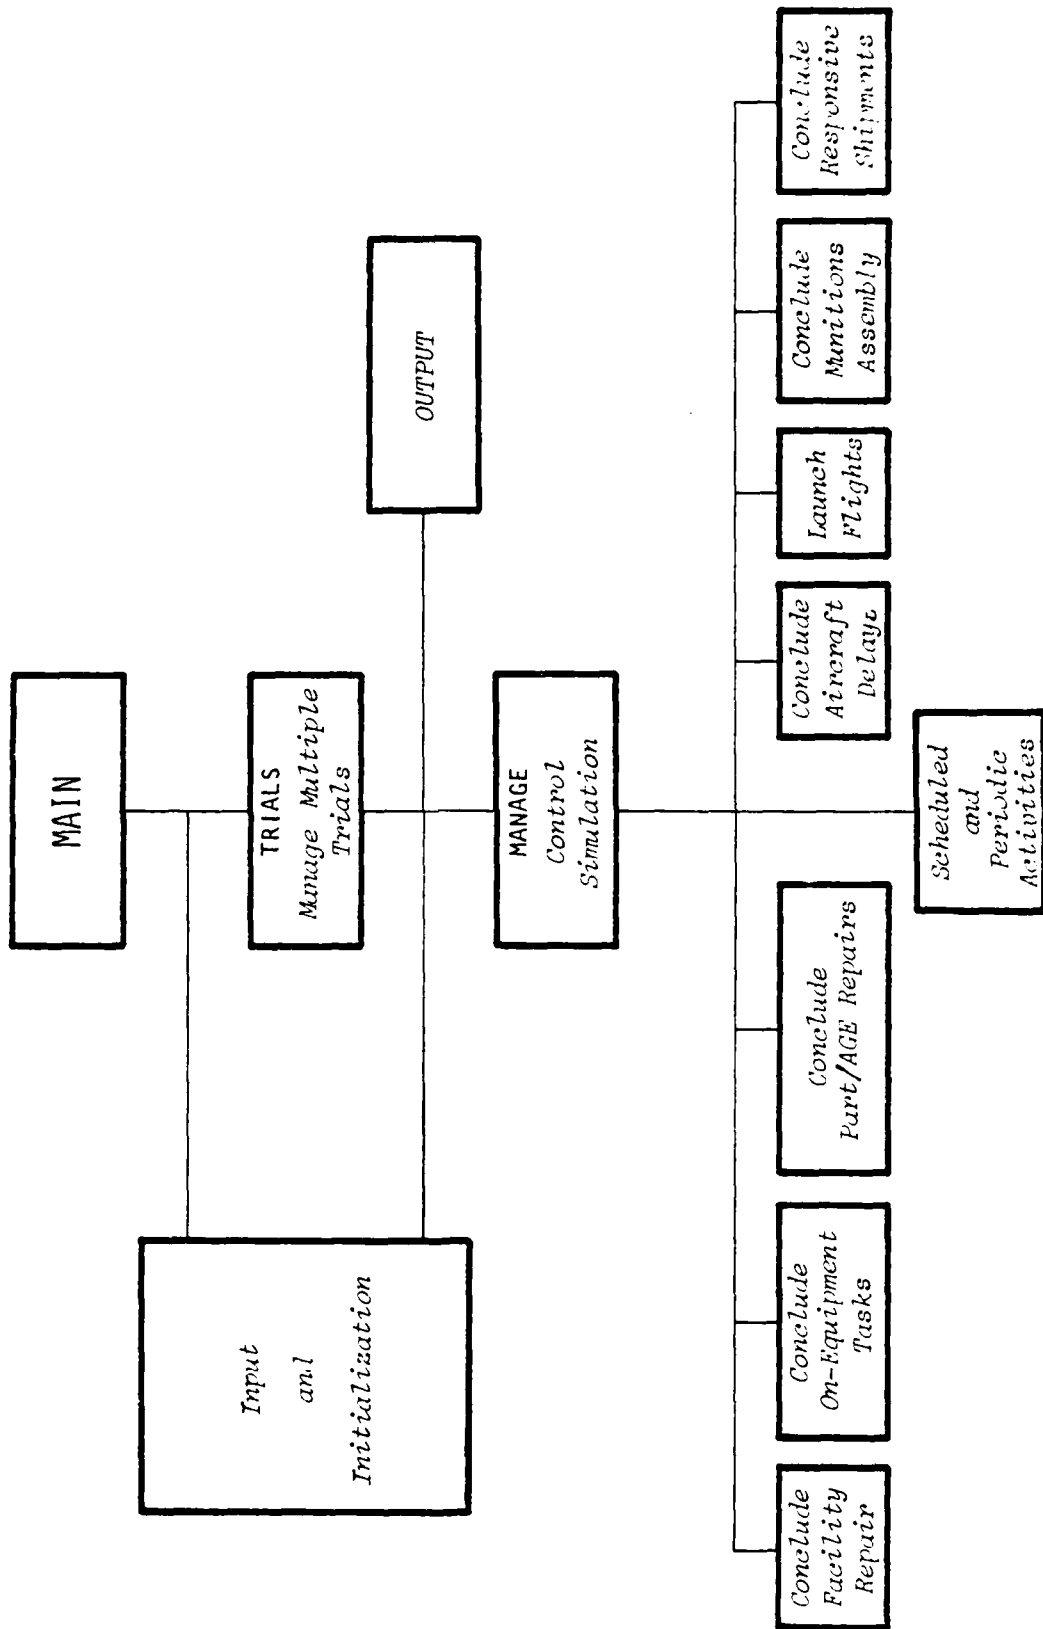 MAIN
Input
and
Initialization
TRIALS
Manage Multiple
Trials
OUTPUT
MANAGE
Control
Simulation
Conclude
Facility
Repair
Conclude
On-Equipment
Tasks
Conclude
Part/AGE Repairs
Scheduled
and
Periodic
Activities
Conclude
Aircraft
Delays
Launch
Flights
Conclude
Munitions
Assembly
Conclude
Responsive
Shipments